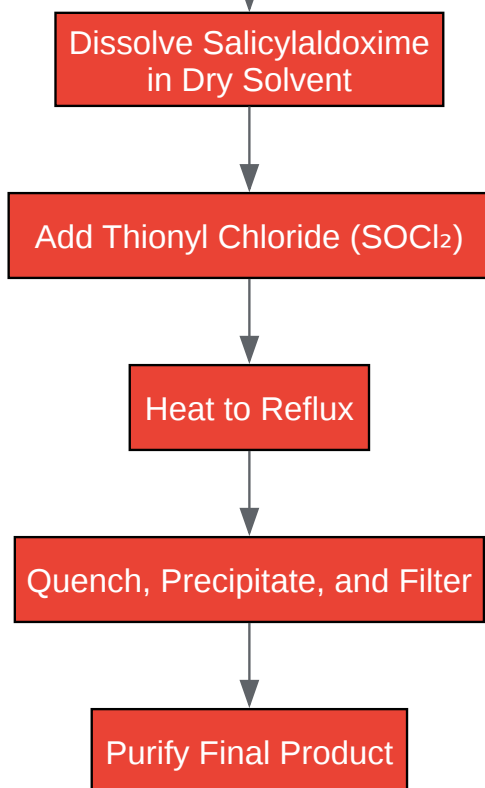 Dissolve Salicylaldoxime
in Dry Solvent
Add Thionyl Chloride (SOCl₂)
Heat to Reflux
Quench, Precipitate, and Filter
Purify Final Product